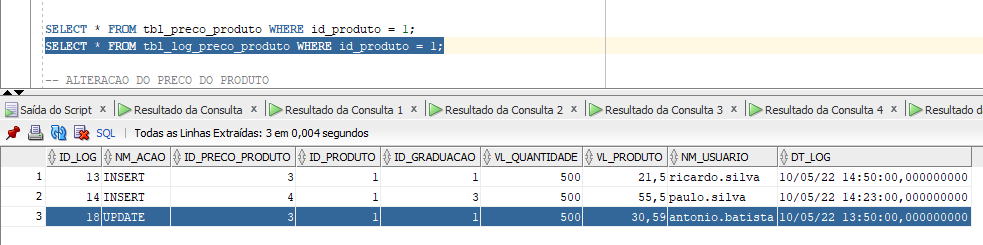 SELECT * FROM tbl_preco_produto WHERE id_produto = 1;
SELECT * FROM tbl_log_preco_produto WHERE id_produto = 1;
-- ALTERACAO DO PRECO DO PRODUTO
Saída do Script x Resultado da Consulta x Resultado da Consulta 1 x Resultado da Consulta 2 x Resultado da Consulta 3 x Resultado da Consulta 4 x Resultado d
SQL | Todas as Linhas Extraídas: 3 em 0,004 segundos
ID_LOG NM_ACAO ID_PRECO_PRODUTO ID_PRODUTO ID_GRADUACAO VL_QUANTIDADE VL_PRODUTO NM_USUARIO DT_LOG
1 13 INSERT 3 1 1 500 21,5 ricardo.silva 10/05/22 14:50:00,000000000
2 14 INSERT 4 1 3 500 55,5 paulo.silva 10/05/22 14:23:00,000000000
3 18 UPDATE 3 1 1 500 30,59 antonio.batista 10/05/22 13:50:00,000000000